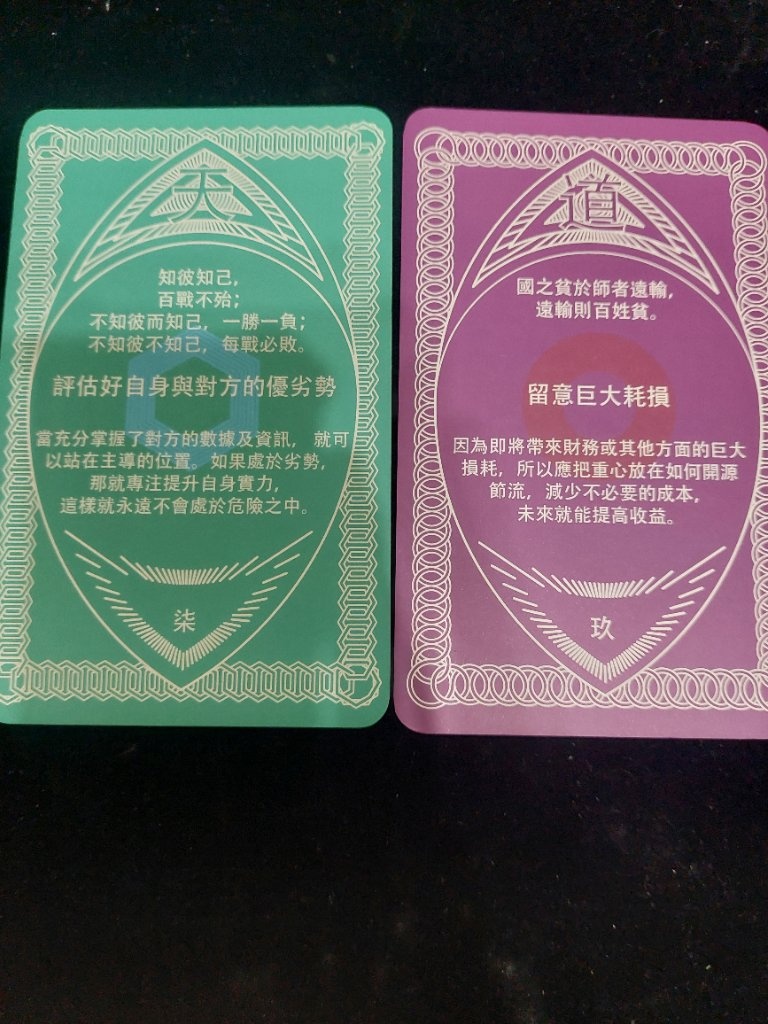 天
知彼知己,
百戰不殆;
不知彼而知己, 一勝一負;
不知彼不知己, 每戰必敗。
評估好自身與對方的優劣勢
當充分掌握了對方的數據及資訊, 就可
以站在主導的位置。如果處於劣勢,
那就專注提升自身實力,
這樣就永遠不會處於危險之中。
柒
道
國之貧於師者遠輸,
遠輸則百姓貧。
留意巨大耗損
因為即將帶來財務或其他方面的巨大
損耗, 所以應把重心放在如何開源
節流, 減少不必要的成本,
未來就能提高收益。
玖